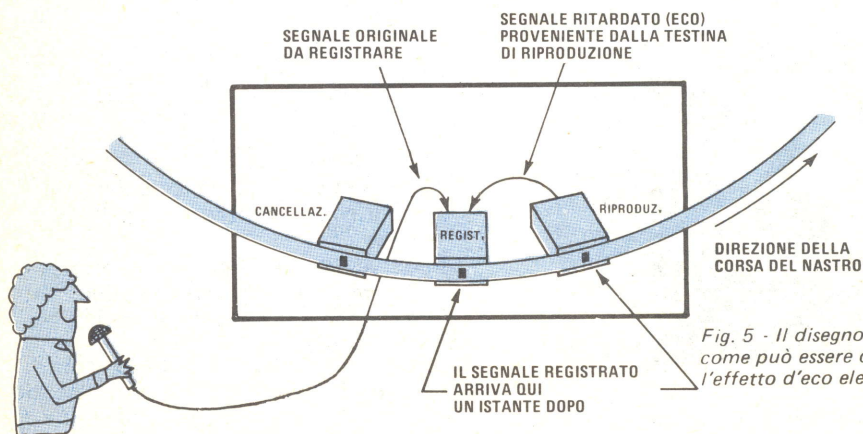 SEGNALE ORIGINALE
DA REGISTRARE
SEGNALE RITARDATO (ECO)
PROVENIENTE DALLA TESTINA
DI RIPRODUZIONE
CANCELLAZ.
REGIST.
RIPRODUZ.
DIREZIONE DELLA
CORSA DEL NASTRO
IL SEGNALE REGISTRATO
ARRIVA QUI
UN ISTANTE DOPO
Fig. 5 - Il disegno
come può essere
l'effetto d'eco